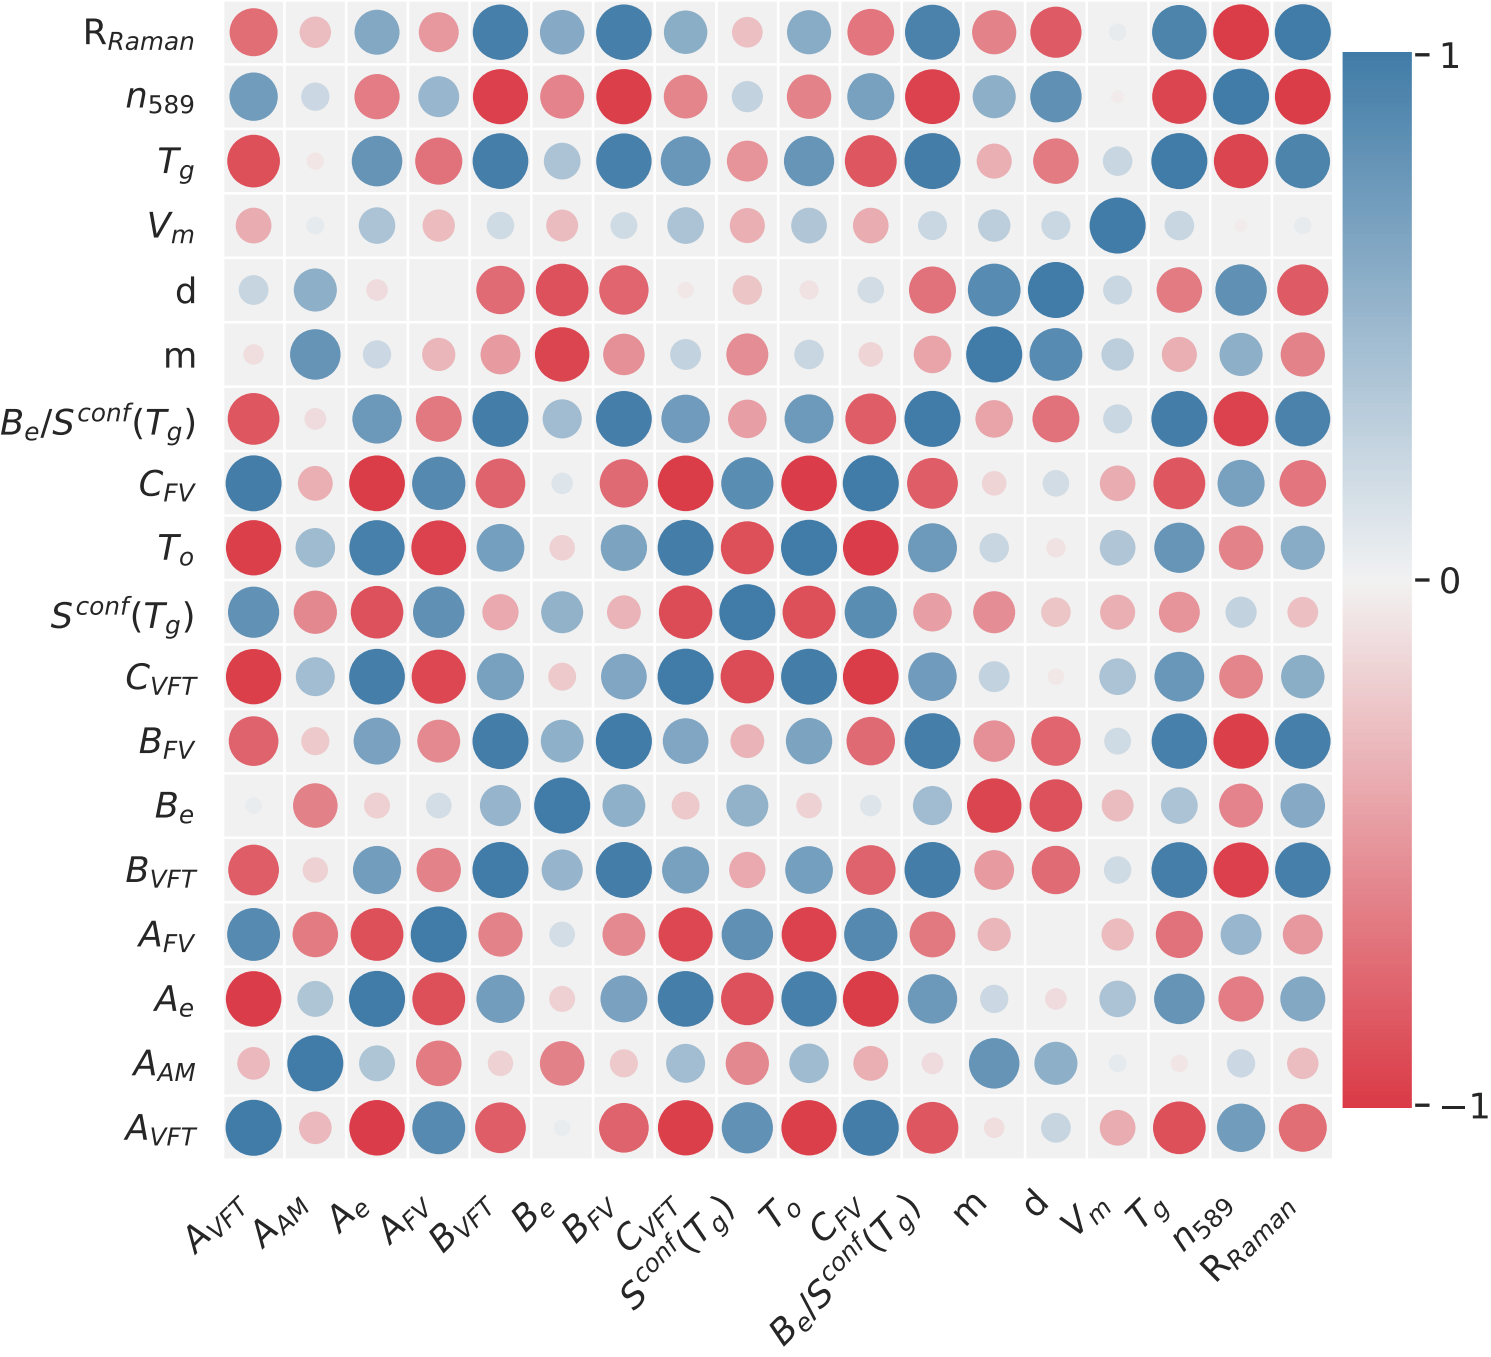 R_Raman
n_589
T_g
V_m
d
m
B_e/S^conf(T_g)
C_FV
T_o
S^conf(T_g)
C_VFT
B_FV
B_e
B_VFT
A_FV
A_e
A_AM
A_VFT
A_VFT
A_AM
A_e
A_FV
B_VFT
B_e
B_FV
C_VFT
S^conf(T_g)
T_o
C_FV
B_e/S^conf(T_g)
m
d
V_m
T_g
n_589
R_Raman
1
0
−1